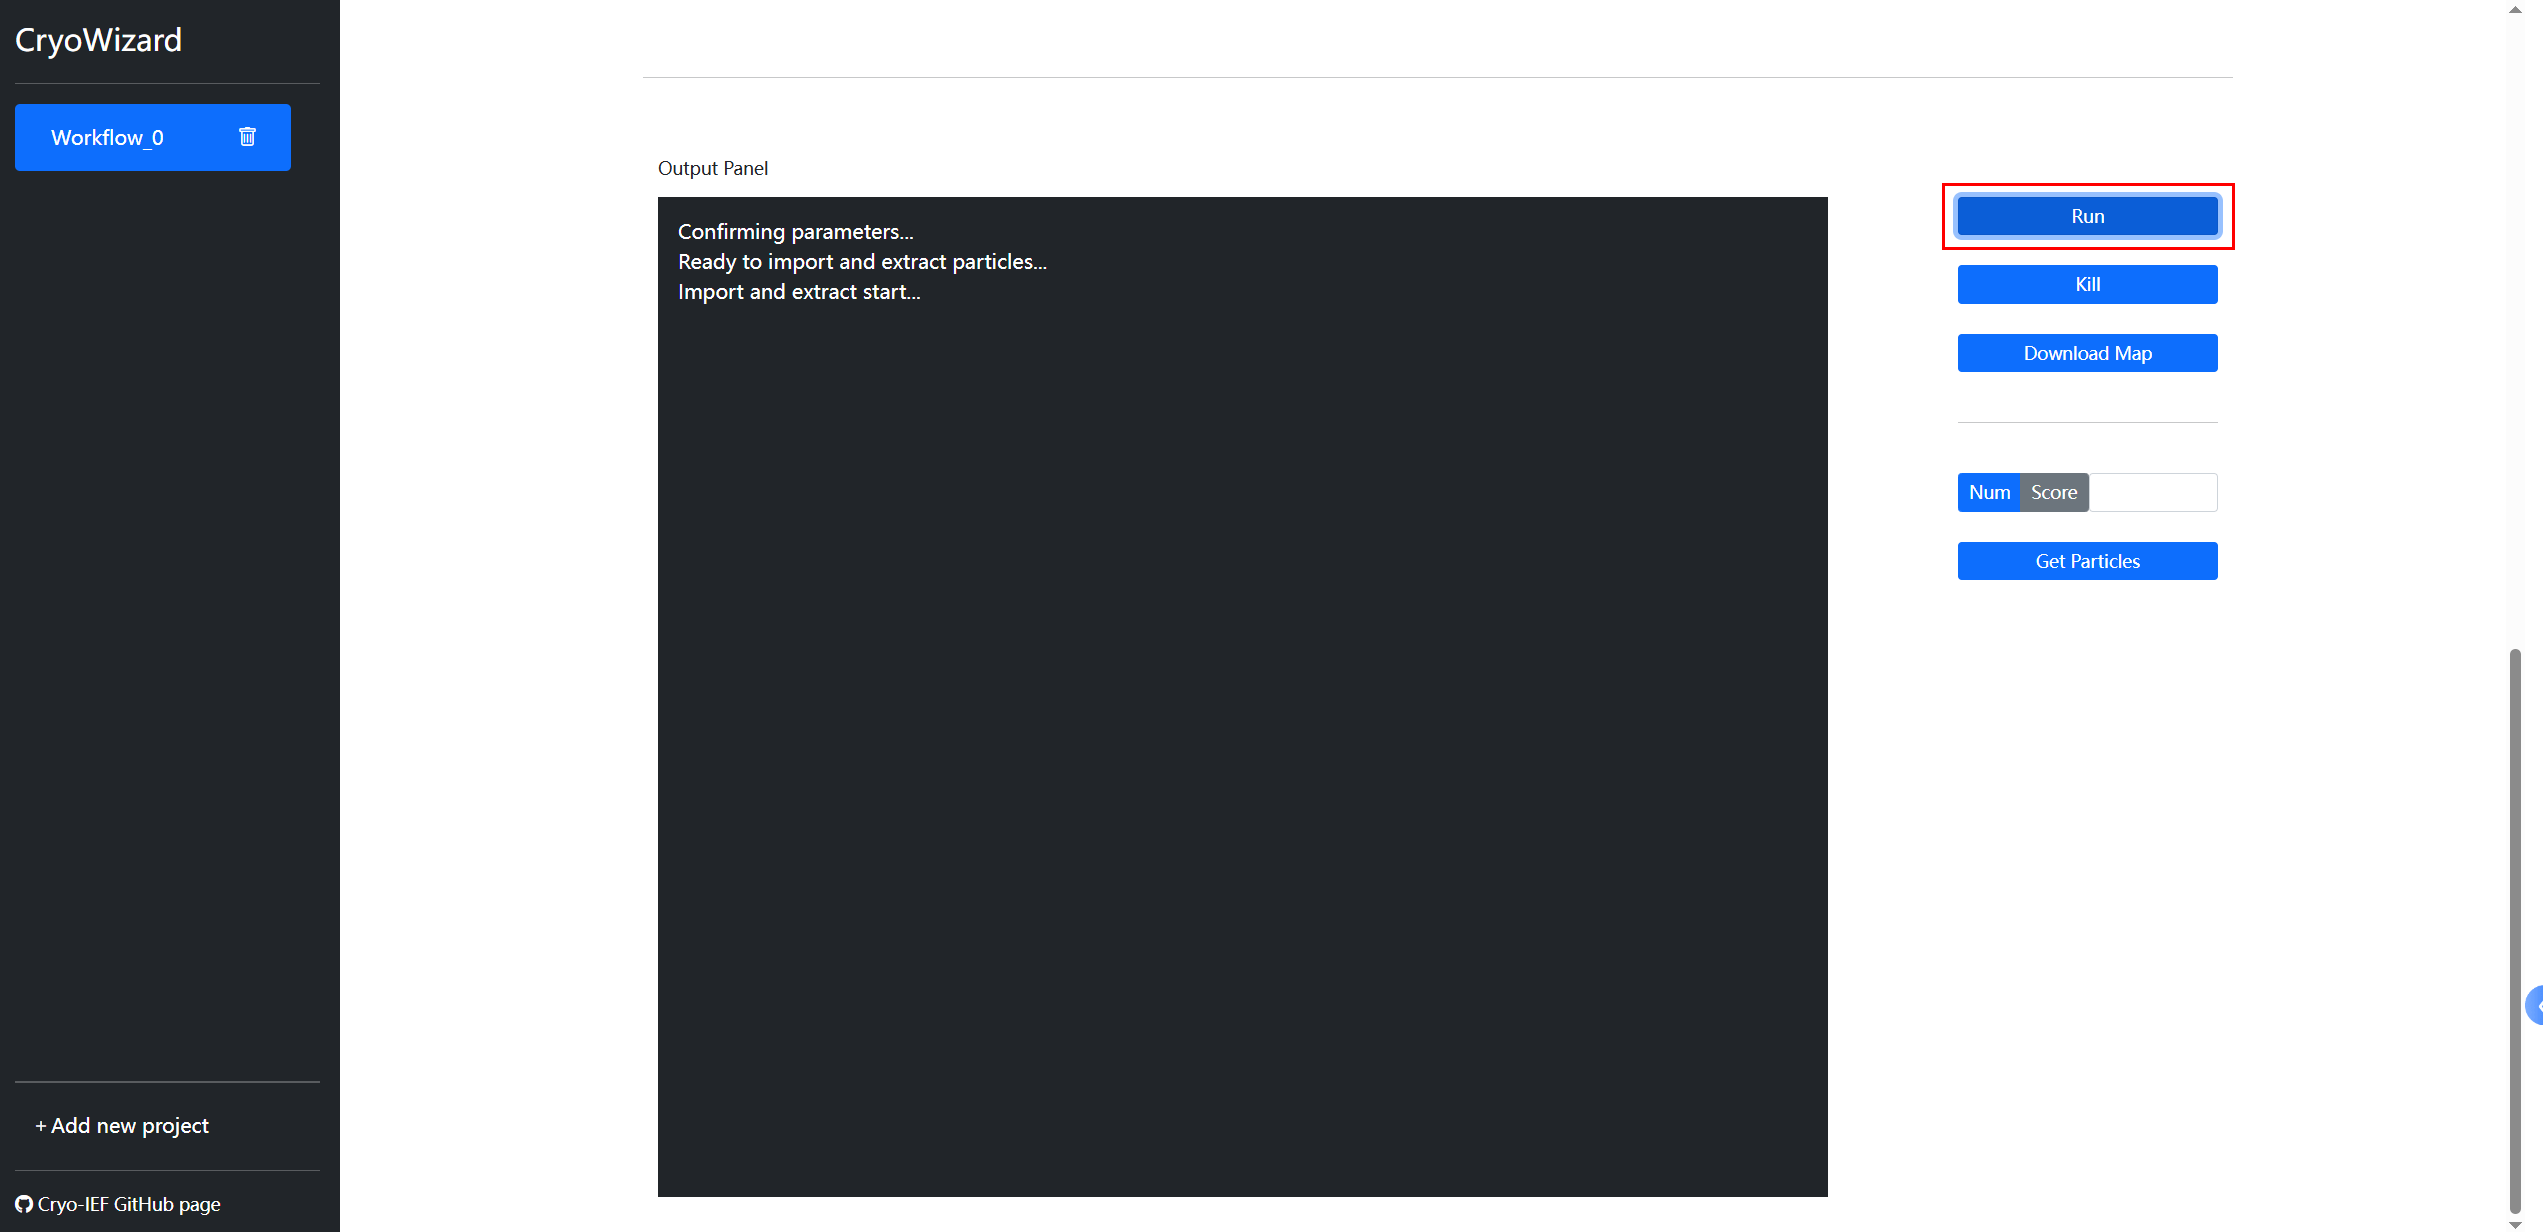 CryoWizard
Workflow_0
Output Panel
Confirming parameters...
Ready to import and extract particles...
Import and extract start...
Run
Kill
Download Map
Num Score
Get Particles
+ Add new project
Cryo-IEF GitHub page